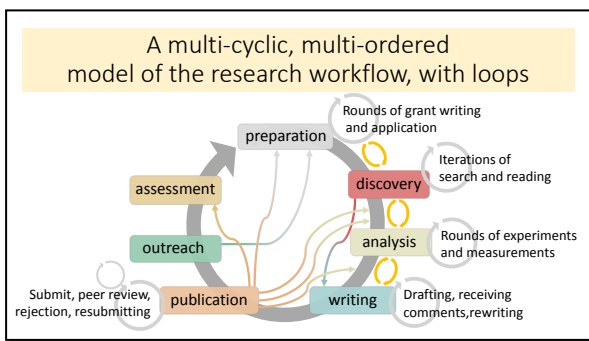 A multi-cyclic, multi-ordered
model of the research workflow, with loops
Rounds of grant writing
and application
preparation
Iterations of
search and reading
discovery
assessment
analysis
Rounds of experiments
and measurements
outreach
publication
Submit, peer review,
rejection, resubmitting
writing
Drafting, receiving
comments,rewriting